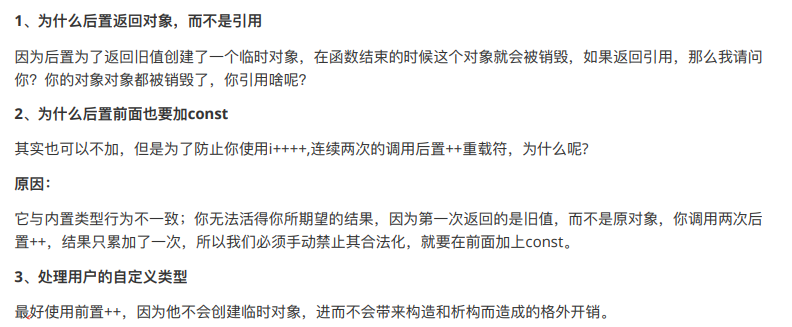 1、为什么后置返回对象，而不是引用
因为后置为了返回旧值创建了一个临时对象，在函数结束的时候这个对象就会被销毁，如果返回引用，那么我请问
你？你的对象对象都被销毁了，你引用啥呢？
2、为什么后置前面也要加const
其实也可以不加，但是为了防止你使用i++++,连续两次的调用后置++重载符，为什么呢？
原因：
它与内置类型行为不一致；你无法活得你所期望的结果，因为第一次返回的是旧值，而不是原对象，你调用两次后
置++，结果只累加了一次，所以我们必须手动禁止其合法化，就要在前面加上const。
3、处理用户的自定义类型
最好使用前置++，因为他不会创建临时对象，进而不会带来构造和析构而造成的格外开销。